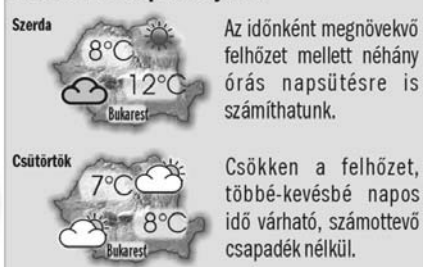 Szerda
8°C
12°C
Bukarest
Az időnként megnövekvő
felhőzet mellett néhány
órás napsütésre is
számíthatunk.
Csütörtök
7°C
8°C
Bukarest
Csökken a felhőzet,
többé-kevésbé napos
idő várható, számottevő
csapadék nélkül.